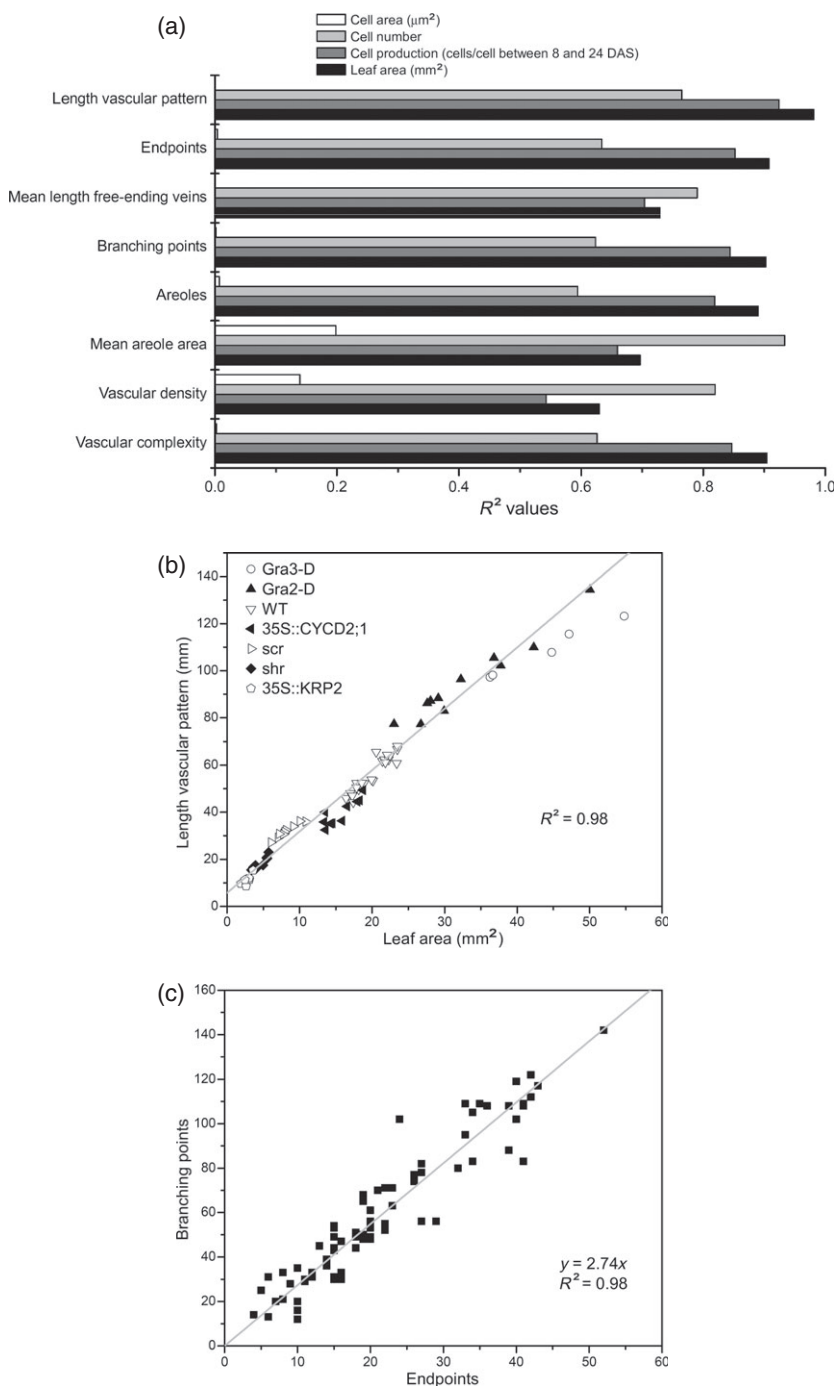 (a)
Cell area (μm²)
Cell number
Cell production (cells/cell between 8 and 24 DAS)
Leaf area (mm²)
Length vascular pattern
Endpoints
Mean length free-ending veins
Branching points
Areoles
Mean areole area
Vascular density
Vascular complexity
0.0 0.2 0.4 0.6 0.8 1.0
R² values
(b)
Gra3-D
Gra2-D
WT
35S::CYCD2;1
scr
shr
35S::KRP2
140
120
100
80
60
40
20
0
Length vascular pattern (mm)
R² = 0.98
0 10 20 30 40 50 60
Leaf area (mm²)
(c)
160
140
120
100
80
60
40
20
0
Branching points
y = 2.74x
R² = 0.98
0 10 20 30 40 50 60
Endpoints